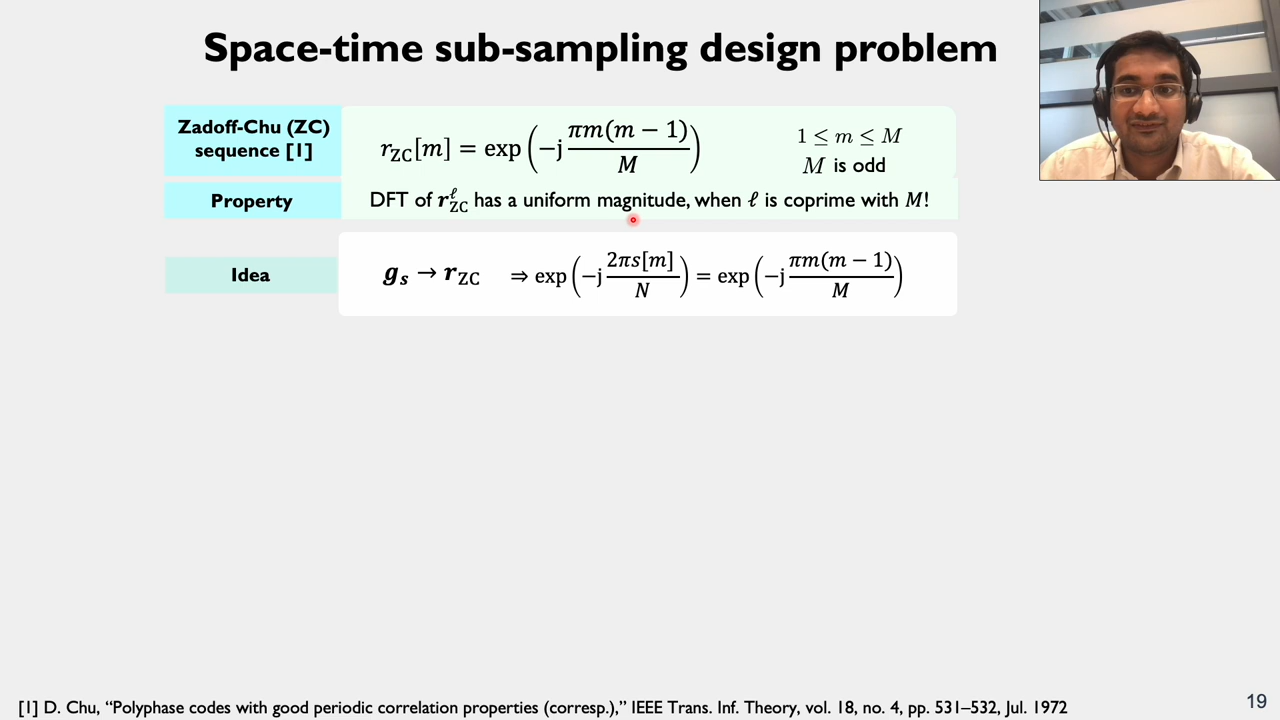 Space-time sub-sampling design problem
Zadoff-Chu (ZC)
sequence [1]
r_ZC[m] = exp(−j πm(m − 1)/M)
1 ≤ m ≤ M
M is odd
Property
DFT of r_ZC^ℓ has a uniform magnitude, when ℓ is coprime with M!
Idea
g_s → r_ZC ⇒ exp(−j 2πs[m]/N) = exp(−j πm(m − 1)/M)
[1] D. Chu, “Polyphase codes with good periodic correlation properties (corresp.),” IEEE Trans. Inf. Theory, vol. 18, no. 4, pp. 531–532, Jul. 1972
19